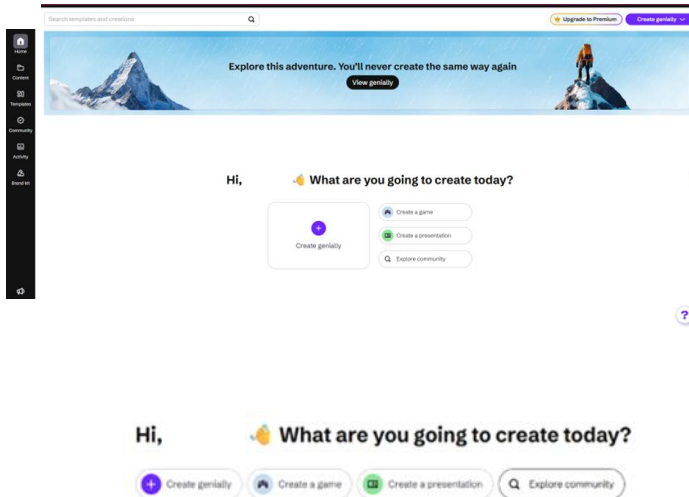 Search templates and creations
Upgrade to Premium
Create genially
Home
Content
Templates
Community
Activity
Brand kit
Explore this adventure. You'll never create the same way again
View genially
Hi, 👋 What are you going to create today?
Create genially
Create a game
Create a presentation
Explore community
?
Hi, 👋 What are you going to create today?
Create genially
Create a game
Create a presentation
Explore community